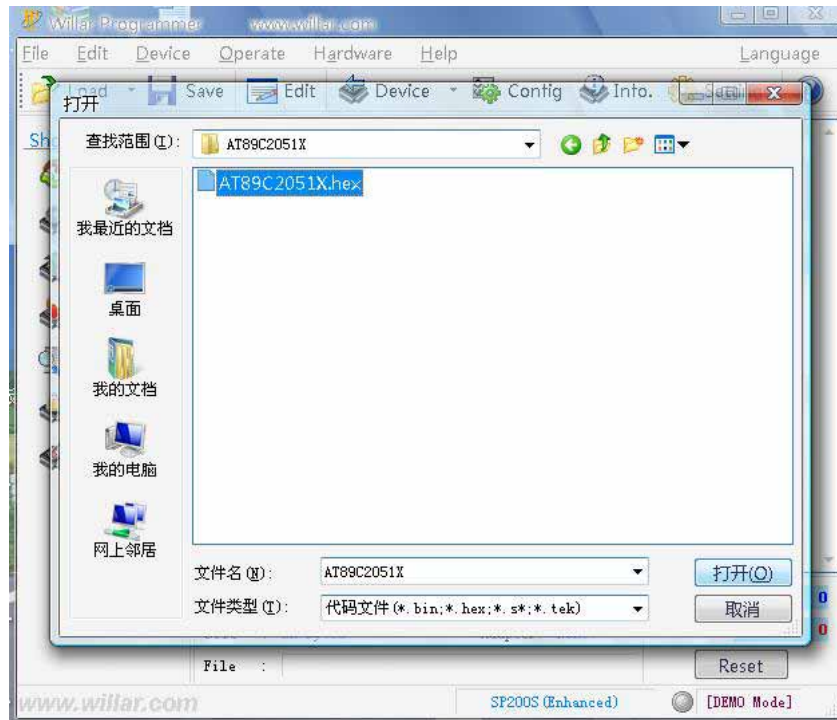 Willar Programmer www.willar.com
File Edit Device Operate Hardware Help Language
Load Save Edit Device Config Info.
打开
查找范围(I): AT89C2051X
AT89C2051X.hex
我最近的文档
桌面
我的文档
我的电脑
网上邻居
文件名(N): AT89C2051X 打开(O)
文件类型(T): 代码文件(*.bin;*.hex;*.s*;*.tek) 取消
0
0
File : Reset
www.willar.com SP200S (Enhanced) [DEMO Mode]